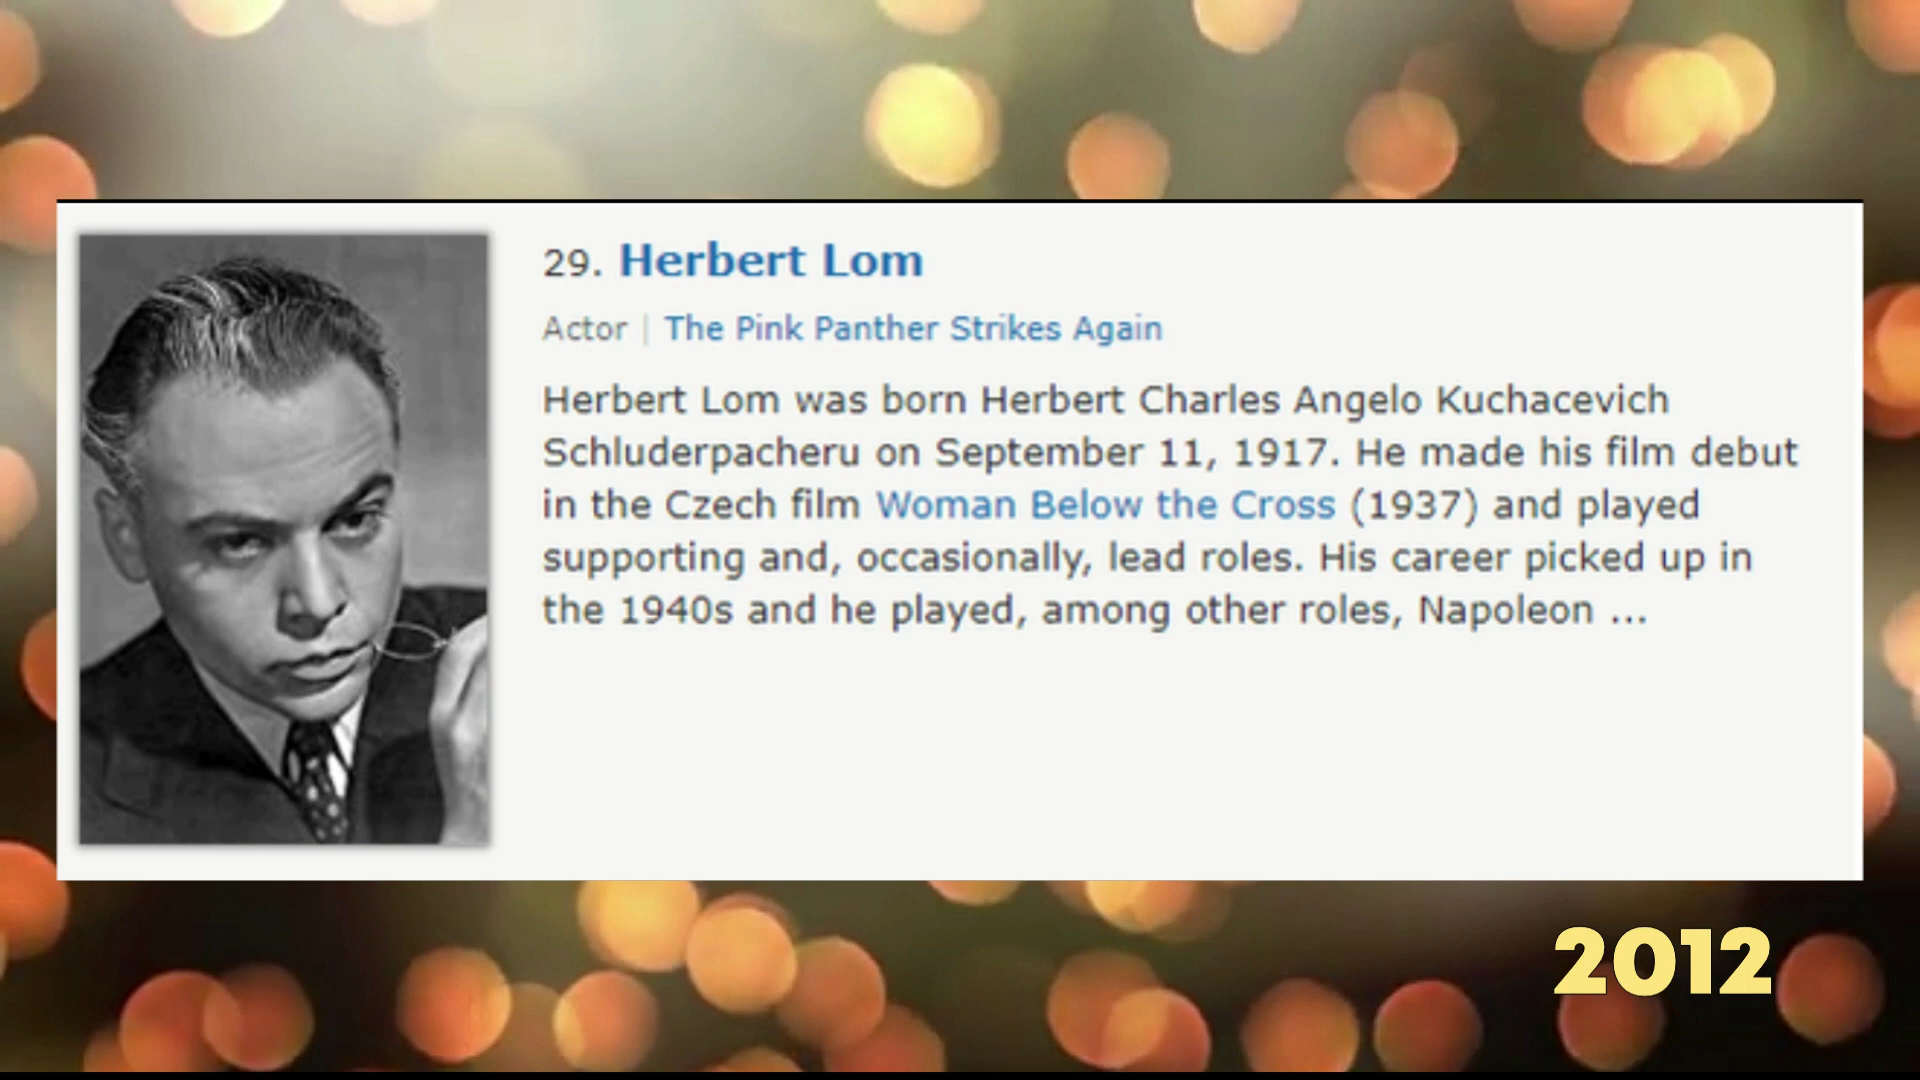 29. Herbert Lom
Actor | The Pink Panther Strikes Again
Herbert Lom was born Herbert Charles Angelo Kuchacevich
Schluderpacheru on September 11, 1917. He made his film debut
in the Czech film Woman Below the Cross (1937) and played
supporting and, occasionally, lead roles. His career picked up in
the 1940s and he played, among other roles, Napoleon ...
2012